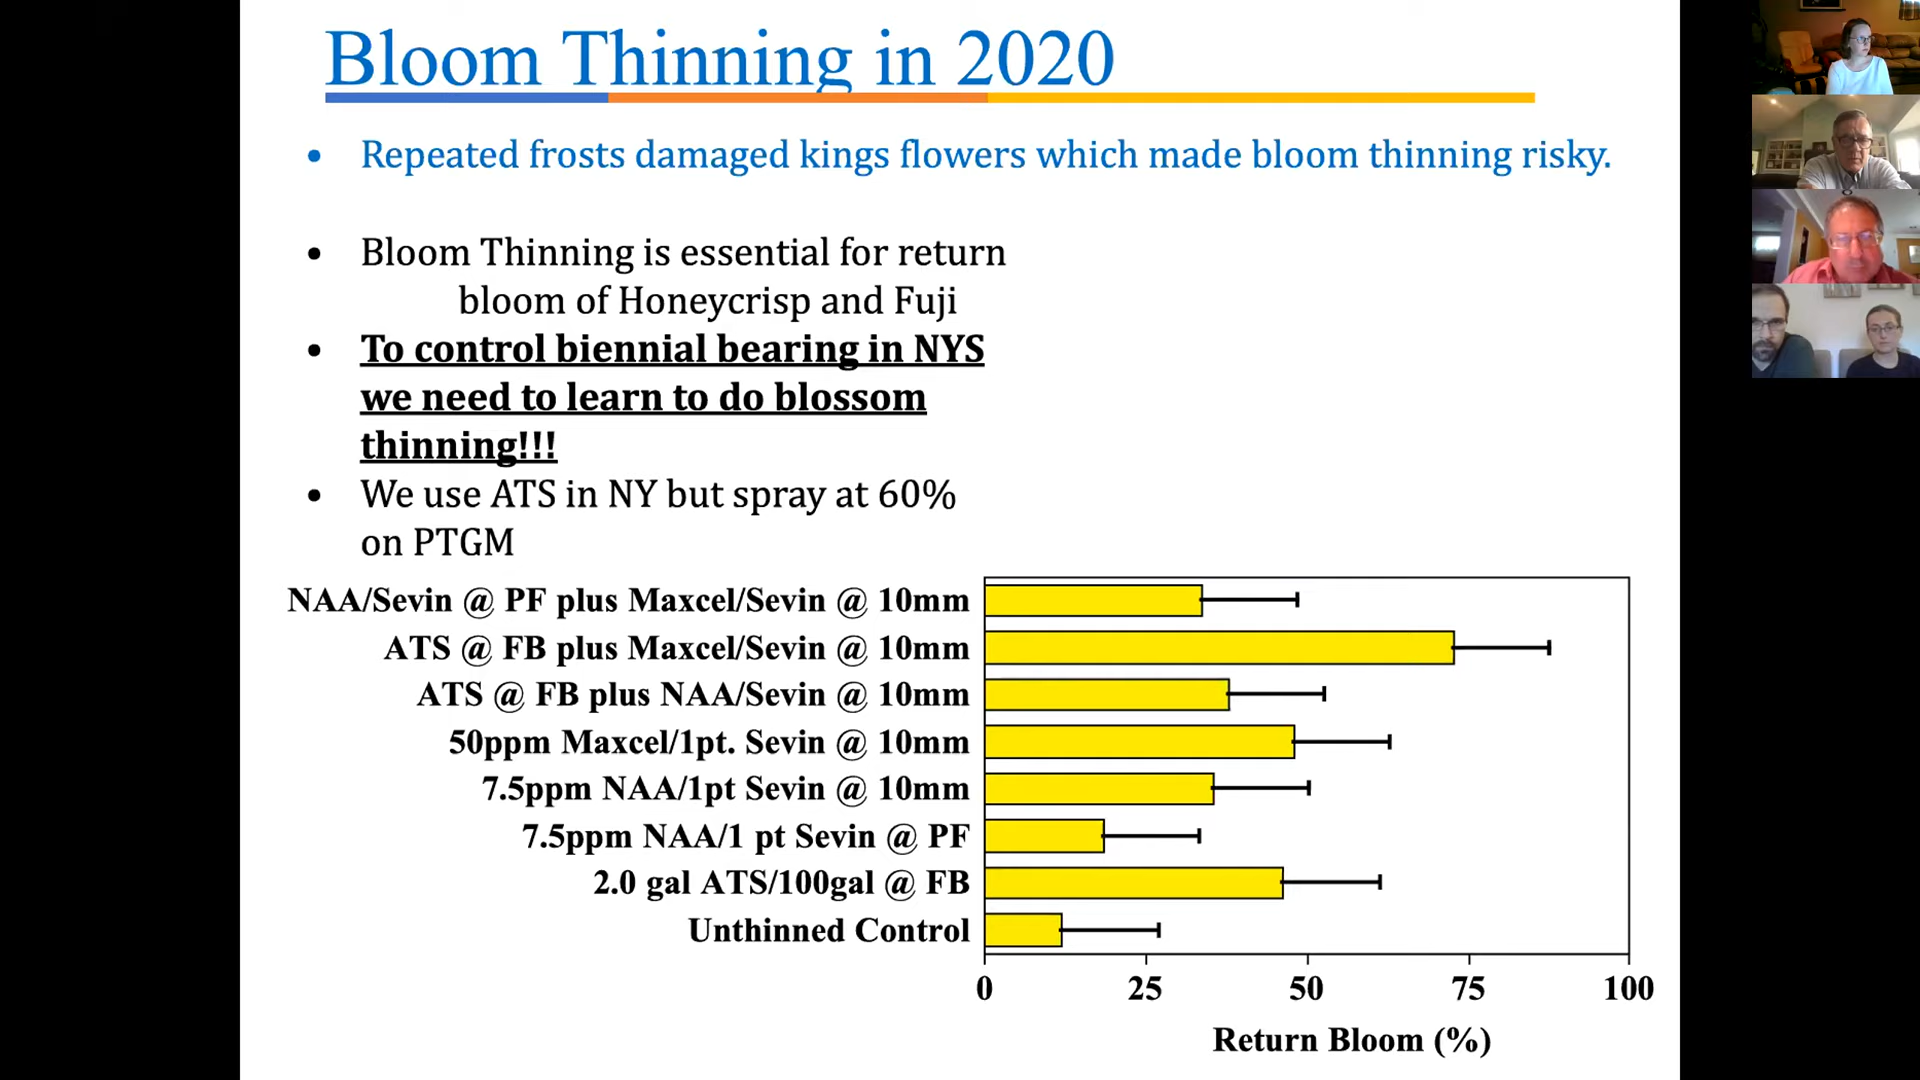 Bloom Thinning in 2020
• Repeated frosts damaged kings flowers which made bloom thinning risky.
• Bloom Thinning is essential for return
bloom of Honeycrisp and Fuji
• To control biennial bearing in NYS
we need to learn to do blossom
thinning!!!
• We use ATS in NY but spray at 60%
on PTGM
NAA/Sevin @ PF plus Maxcel/Sevin @ 10mm
ATS @ FB plus Maxcel/Sevin @ 10mm
ATS @ FB plus NAA/Sevin @ 10mm
50ppm Maxcel/1pt. Sevin @ 10mm
7.5ppm NAA/1pt Sevin @ 10mm
7.5ppm NAA/1 pt Sevin @ PF
2.0 gal ATS/100gal @ FB
Unthinned Control
0 25 50 75 100
Return Bloom (%)